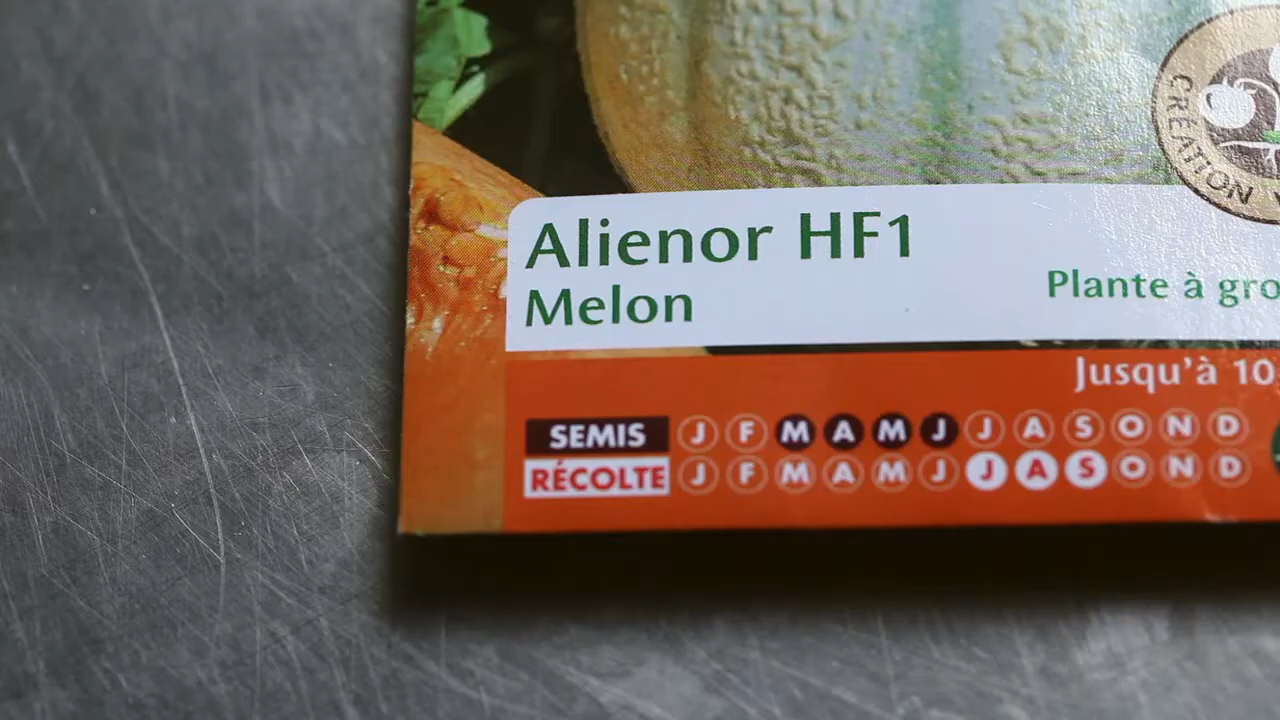 CRÉATION
Alienor HF1
Melon
Plante à gro
Jusqu'à 10
SEMIS J F M A M J J A S O N D
RÉCOLTE J F M A M J J A S O N D